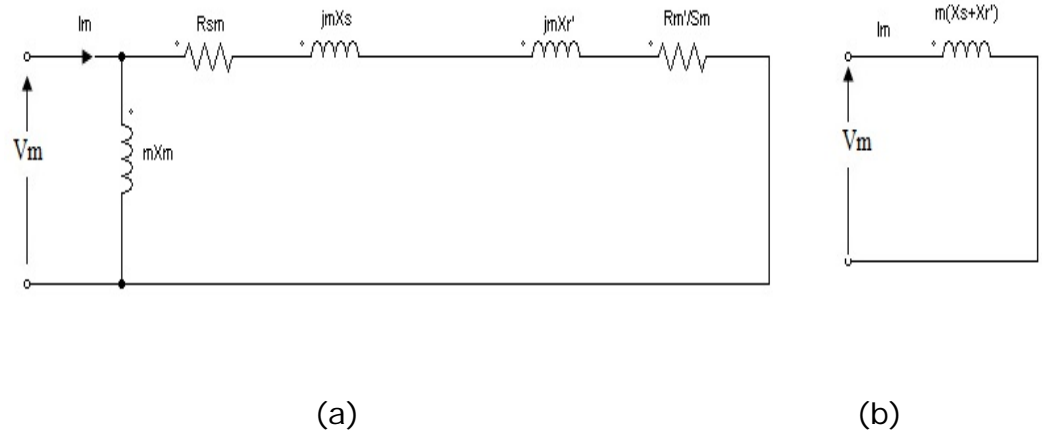 Im Rsm jmXs jmXr' Rm'/Sm
Vm
mXm
(a)
Im m(Xs+Xr')
Vm
(b)